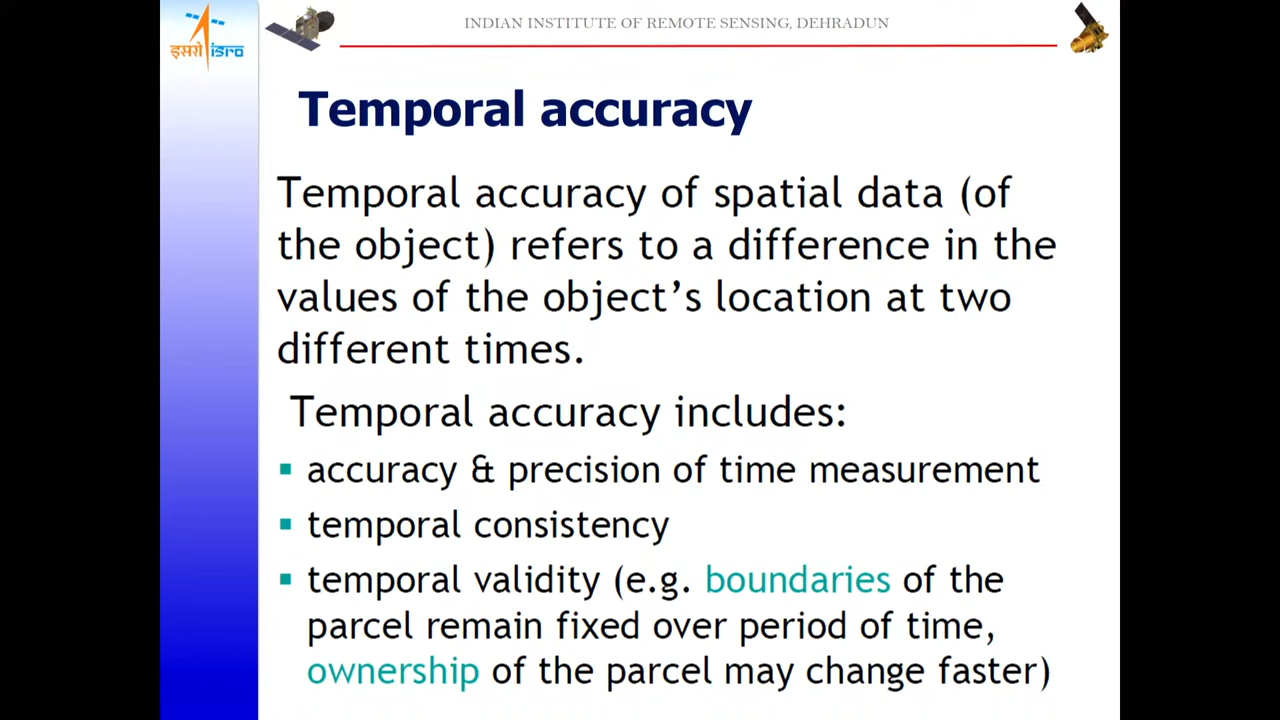 INDIAN INSTITUTE OF REMOTE SENSING, DEHRADUN
इसरो isro
Temporal accuracy
Temporal accuracy of spatial data (of
the object) refers to a difference in the
values of the object’s location at two
different times.
Temporal accuracy includes:
▪ accuracy & precision of time measurement
▪ temporal consistency
▪ temporal validity (e.g. boundaries of the
parcel remain fixed over period of time,
ownership of the parcel may change faster)